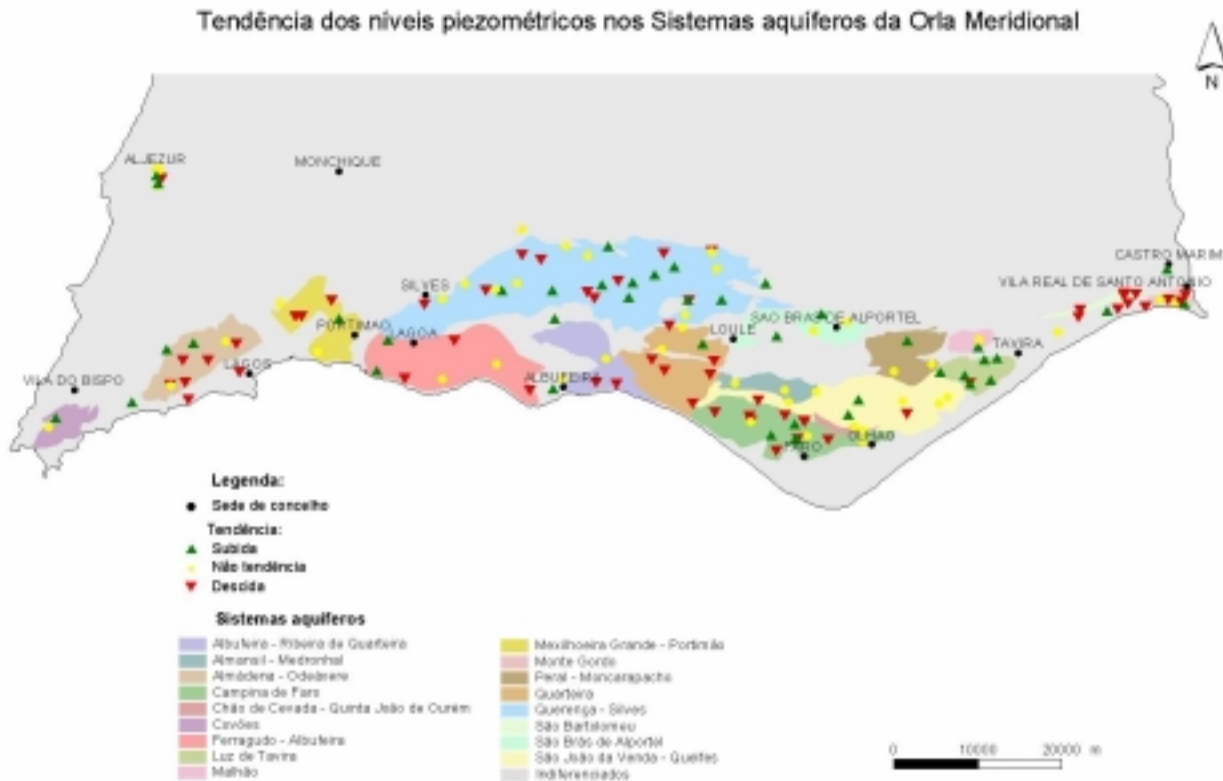 Tendência dos níveis piezométricos nos Sistemas aquíferos da Orla Meridional
N
ALJEZUR
MONCHIQUE
CASTRO MARIM
VILA REAL DE SANTO ANTONIO
SILVES
SAO BRAS DE ALPORTEL
PORTIMAO
LAGOA
LOULE
TAVIRA
LAGOS
ALBUFEIRA
VILA DO BISPO
OLHAO
FARO
Legenda:
Sede de concelho
Tendência:
Subida
Não tendência
Descida
Sistemas aquíferos
Albufeira - Ribeira de Quarteira
Almansil - Medronhal
Almádena - Odeáxere
Campina de Faro
Chão de Cevada - Quinta João de Ourém
Covões
Ferragudo - Albufeira
Luz de Tavira
Malhão
Mexilhoeira Grande - Portimão
Monte Gordo
Peral - Moncarapacho
Quarteira
Querença - Silves
São Bartolomeu
São Brás de Alportel
São João da Venda - Quelfes
Indiferenciados
0 10000 20000 m